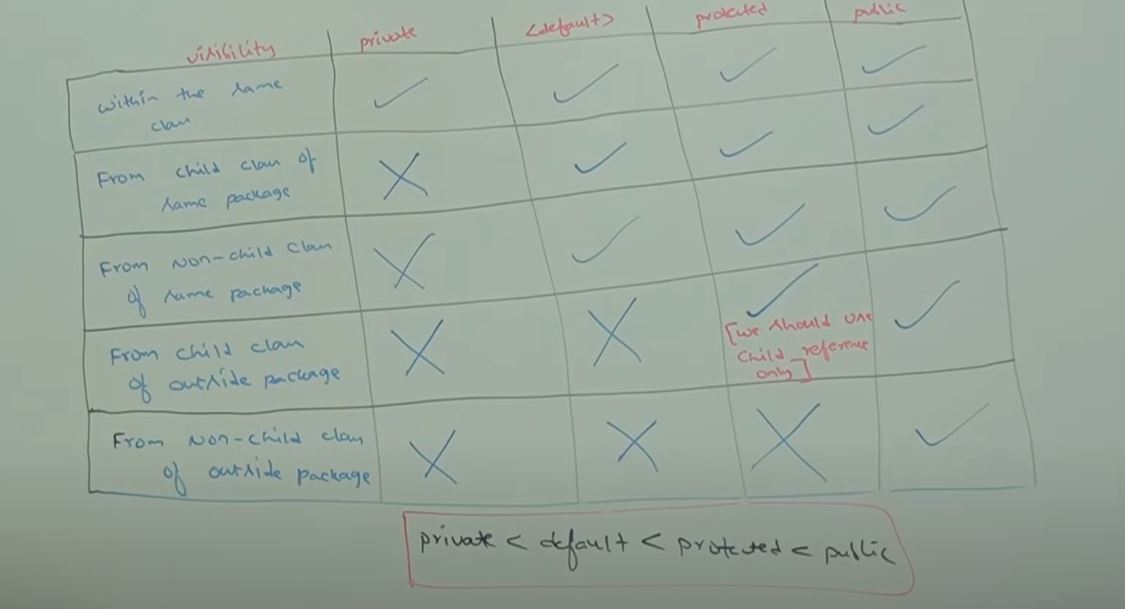 visibility private <default> protected public
within the same
class
✓ ✓ ✓ ✓
From child class of
same package
✗ ✓ ✓ ✓
From Non-child class
of same package
✗ ✓ ✓ ✓
From child class
of outside package
✗ ✗ ✓ ✓
[we should use
child reference
only]
From Non-child class
of outside package
✗ ✗ ✗ ✓
private < default < protected < public